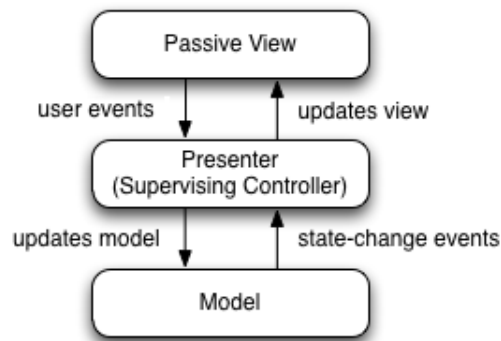 Passive View
user events
updates view
Presenter
(Supervising Controller)
updates model
state-change events
Model